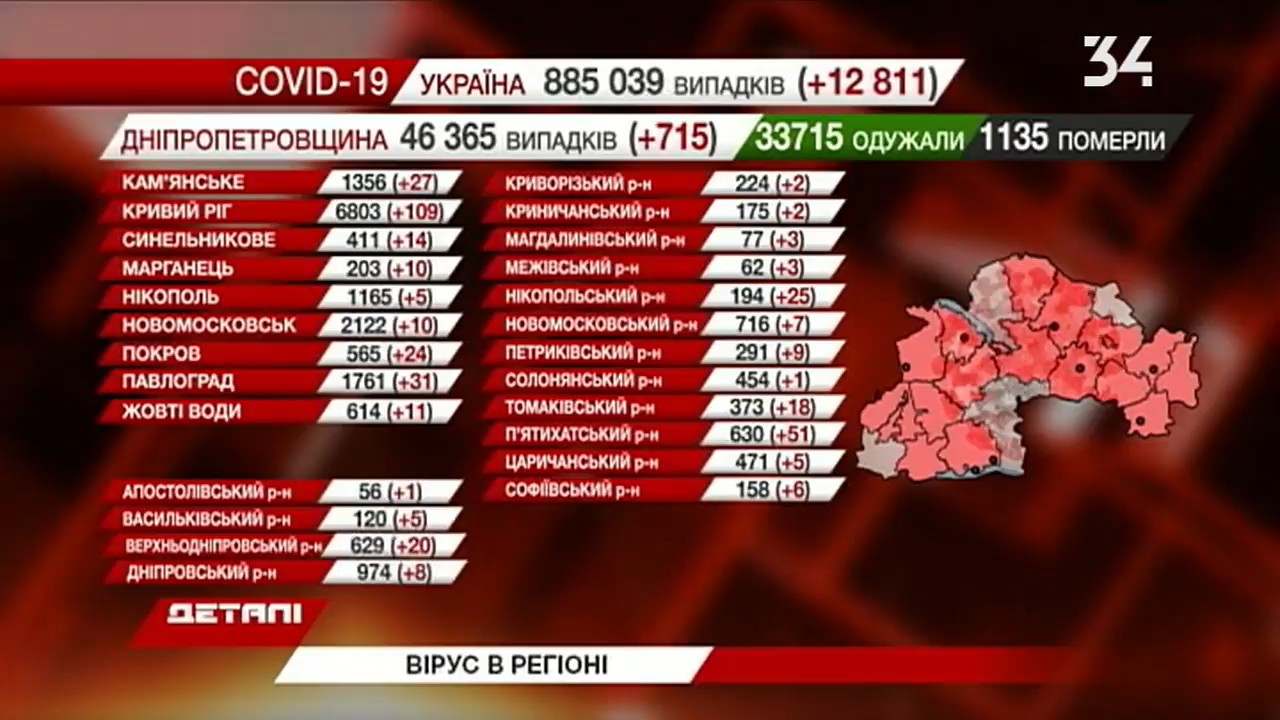 34
COVID-19 УКРАЇНА 885 039 ВИПАДКІВ (+12 811)
ДНІПРОПЕТРОВЩИНА 46 365 ВИПАДКІВ (+715) 33715 ОДУЖАЛИ 1135 ПОМЕРЛИ
КАМ'ЯНСЬКЕ 1356 (+27)
КРИВИЙ РІГ 6803 (+109)
СИНЕЛЬНИКОВЕ 411 (+14)
МАРГАНЕЦЬ 203 (+10)
НІКОПОЛЬ 1165 (+5)
НОВОМОСКОВСЬК 2122 (+10)
ПОКРОВ 565 (+24)
ПАВЛОГРАД 1761 (+31)
ЖОВТІ ВОДИ 614 (+11)
АПОСТОЛІВСЬКИЙ р-н 56 (+1)
ВАСИЛЬКІВСЬКИЙ р-н 120 (+5)
ВЕРХНЬОДНІПРОВСЬКИЙ р-н 629 (+20)
ДНІПРОВСЬКИЙ р-н 974 (+8)
КРИВОРІЗЬКИЙ р-н 224 (+2)
КРИНИЧАНСЬКИЙ р-н 175 (+2)
МАГДАЛИНІВСЬКИЙ р-н 77 (+3)
МЕЖІВСЬКИЙ р-н 62 (+3)
НІКОПОЛЬСЬКИЙ р-н 194 (+25)
НОВОМОСКОВСЬКИЙ р-н 716 (+7)
ПЕТРИКІВСЬКИЙ р-н 291 (+9)
СОЛОНЯНСЬКИЙ р-н 454 (+1)
ТОМАКІВСЬКИЙ р-н 373 (+18)
П'ЯТИХАТСЬКИЙ р-н 630 (+51)
ЦАРИЧАНСЬКИЙ р-н 471 (+5)
СОФІЇВСЬКИЙ р-н 158 (+6)
ДЕТАЛІ
ВІРУС В РЕГІОНІ